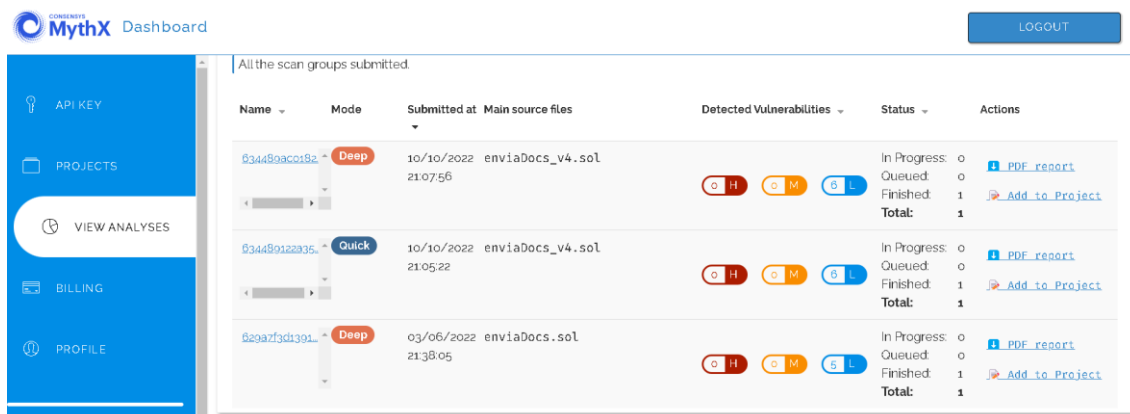 CONSENSYS
MythX Dashboard
LOGOUT
API KEY
PROJECTS
VIEW ANALYSES
BILLING
PROFILE
All the scan groups submitted.
Name Mode Submitted at Main source files Detected Vulnerabilities Status Actions
634489ac0182.. Deep 10/10/2022 enviaDocs_v4.sol
21:07:56
0 H 0 M 6 L
In Progress: 0
Queued: 0
Finished: 1
Total: 1
PDF report
Add to Project
634489122a35.. Quick 10/10/2022 enviaDocs_v4.sol
21:05:22
0 H 0 M 6 L
In Progress: 0
Queued: 0
Finished: 1
Total: 1
PDF report
Add to Project
629a7f3d1391.. Deep 03/06/2022 enviaDocs.sol
21:38:05
0 H 0 M 5 L
In Progress: 0
Queued: 0
Finished: 1
Total: 1
PDF report
Add to Project